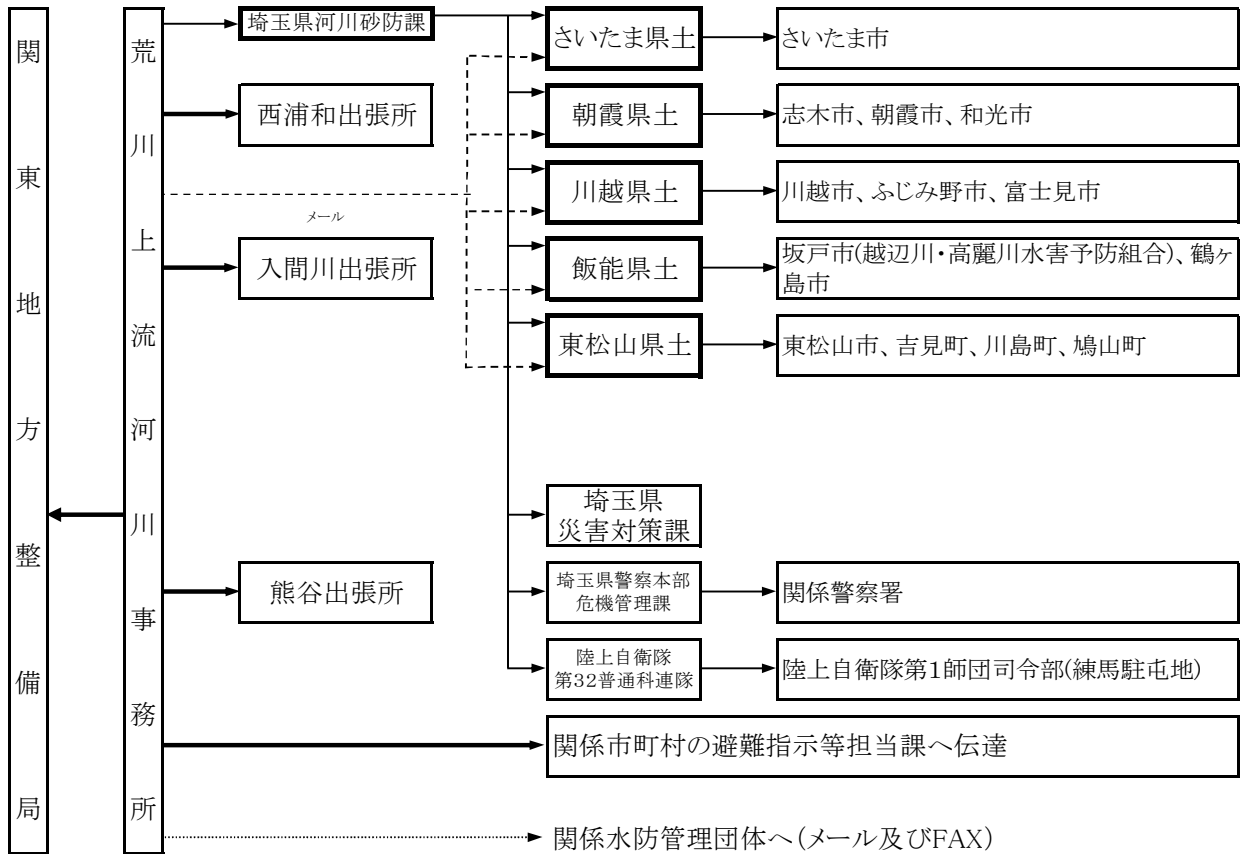 関東地方整備局
荒川上流河川事務所
埼玉県河川砂防課
西浦和出張所
メール
入間川出張所
熊谷出張所
さいたま県土
さいたま市
朝霞県土
志木市、朝霞市、和光市
川越県土
川越市、ふじみ野市、富士見市
飯能県土
坂戸市(越辺川・高麗川水害予防組合)、鶴ヶ
島市
東松山県土
東松山市、吉見町、川島町、鳩山町
埼玉県
災害対策課
埼玉県警察本部
危機管理課
関係警察署
陸上自衛隊
第32普通科連隊
陸上自衛隊第1師団司令部(練馬駐屯地)
関係市町村の避難指示等担当課へ伝達
関係水防管理団体へ(メール及びFAX)